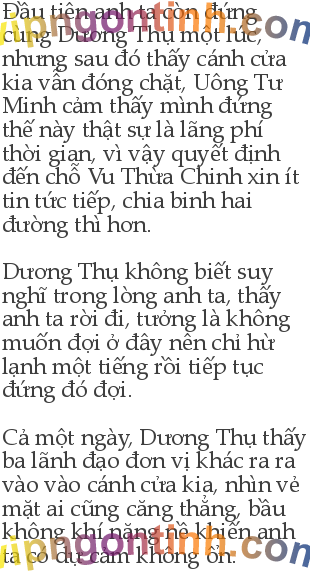 Đầu tiên anh ta còn đứng
cùng Dương Thụ một lúc,
nhưng sau đó thấy cánh cửa
kia vẫn đóng chặt, Uông Tư
Minh cảm thấy mình đứng
thế này thật sự là lãng phí
thời gian, vì vậy quyết định
đến chỗ Vu Thừa Chinh xin ít
tin tức tiếp, chia binh hai
đường thì hơn.
Dương Thụ không biết suy
nghĩ trong lòng anh ta, thấy
anh ta rời đi, tưởng là không
muốn đợi ở đây nên chỉ hừ
lạnh một tiếng rồi tiếp tục
đứng đó đợi.
Cả một ngày, Dương Thụ thấy
ba lãnh đạo đơn vị khác ra ra
vào vào cánh cửa kia, nhìn vẻ
mặt ai cũng căng thẳng, bầu
không khí nặng nề khiến anh
ta có dự cảm không ổn.
vipngontinh.com
vipngontinh.com